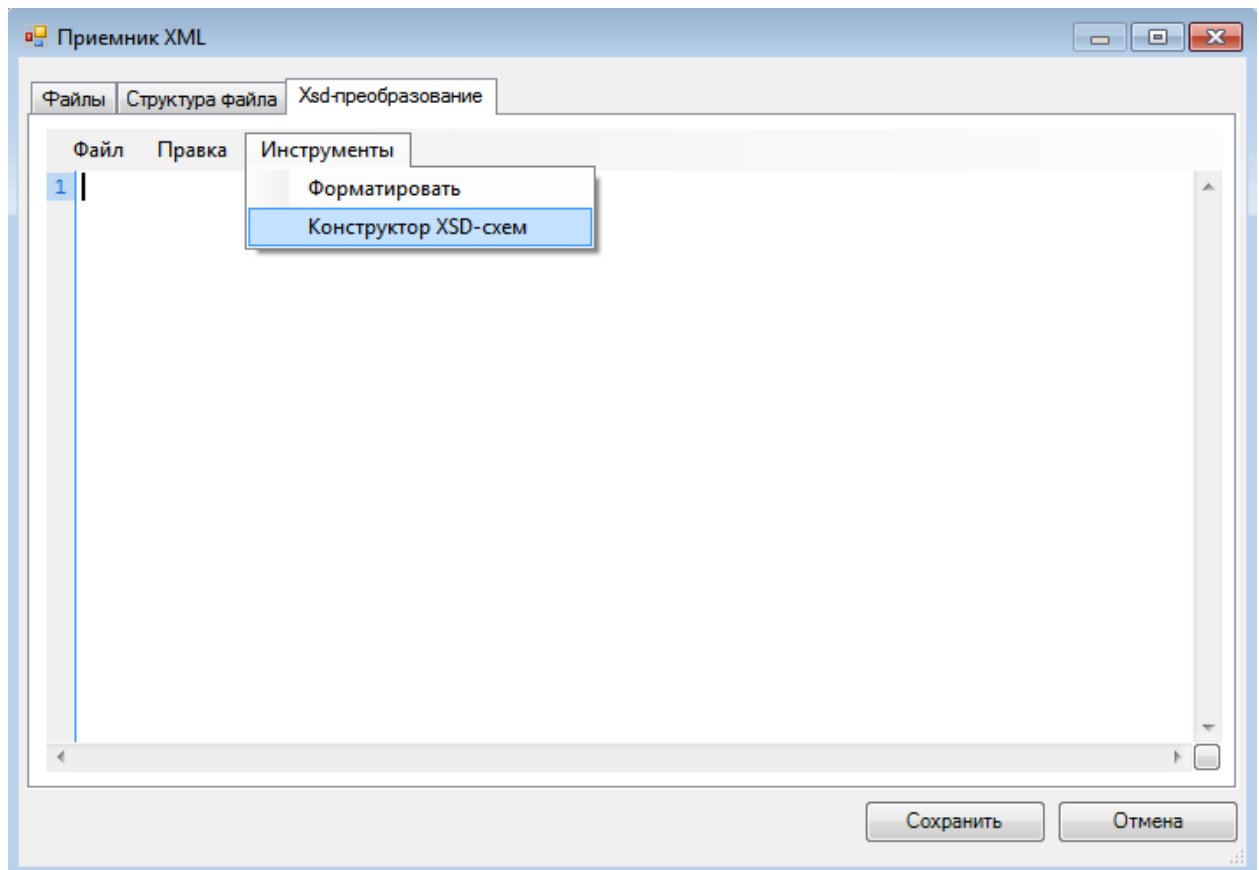 Приемник XML
Файлы Структура файла Xsd-преобразование
Файл Правка Инструменты
1 Форматировать
Конструктор XSD-схем
Сохранить Отмена